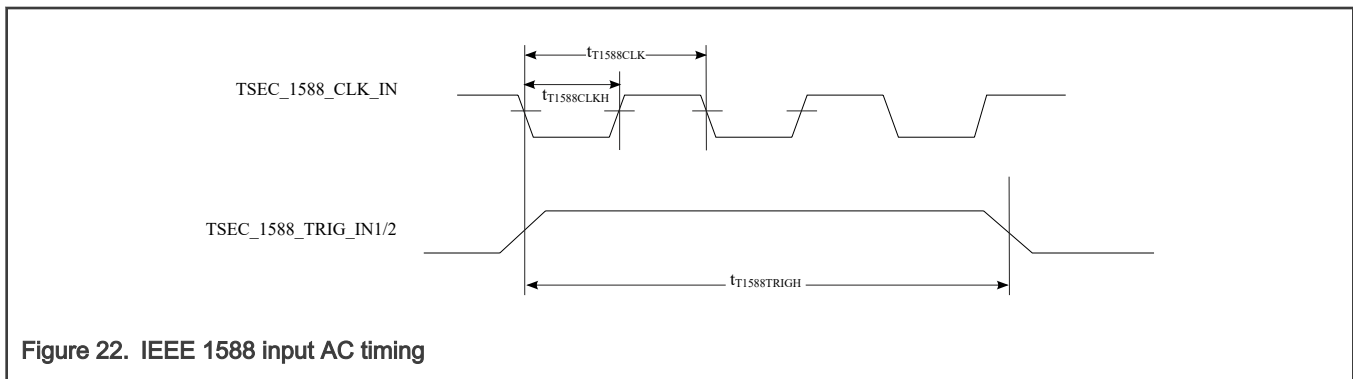 tT1588CLK
TSEC_1588_CLK_IN
tT1588CLKH
TSEC_1588_TRIG_IN1/2
tT1588TRIGH
Figure 22. IEEE 1588 input AC timing